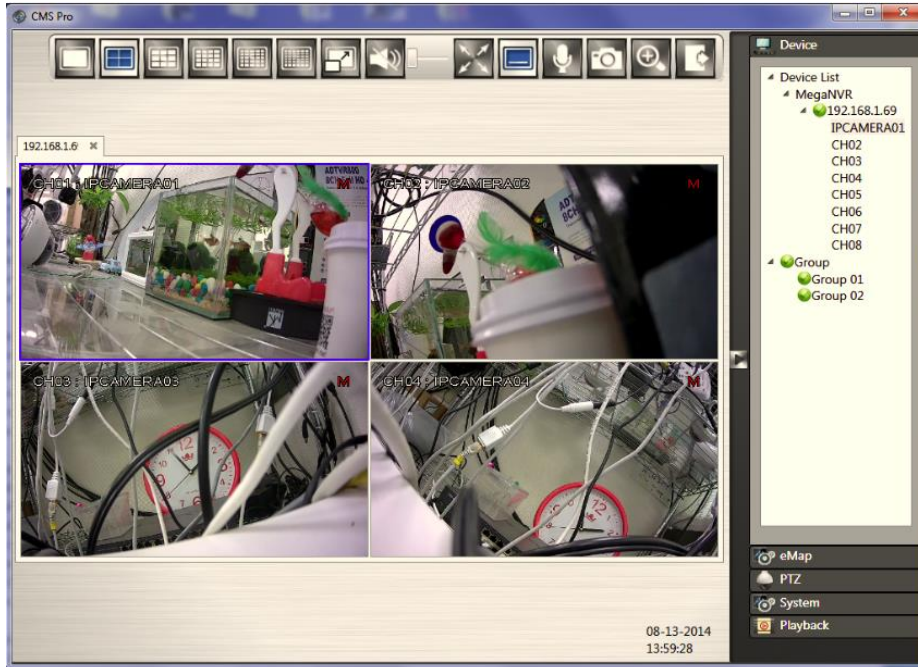 CMS Pro
Device
Device List
MegaNVR
192.168.1.69
IPCAMERA01
CH02
CH03
CH04
CH05
CH06
CH07
CH08
Group
Group 01
Group 02
192.168.1.6
CH01 : IPCAMERA01
M
ADTVR800
CH02 : IPCAMERA02
M
CH03 : IPCAMERA03
M
CH04 : IPCAMERA04
M
eMap
PTZ
System
Playback
08-13-2014
13:59:28